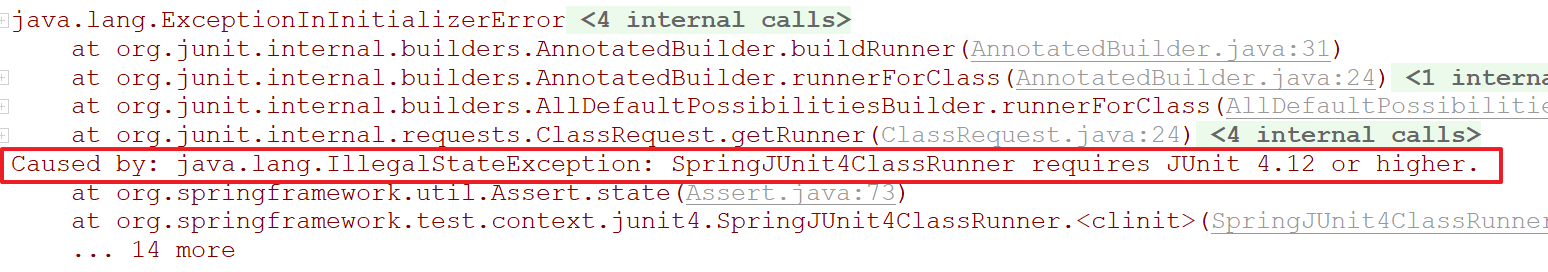 java.lang.ExceptionInInitializerError <4 internal calls>
at org.junit.internal.builders.AnnotatedBuilder.buildRunner(AnnotatedBuilder.java:31)
at org.junit.internal.builders.AnnotatedBuilder.runnerForClass(AnnotatedBuilder.java:24) <1 interna
at org.junit.internal.builders.AllDefaultPossibilitiesBuilder.runnerForClass(AllDefaultPossibilitie
at org.junit.internal.requests.ClassRequest.getRunner(ClassRequest.java:24) <4 internal calls>
Caused by: java.lang.IllegalStateException: SpringJUnit4ClassRunner requires JUnit 4.12 or higher.
at org.springframework.util.Assert.state(Assert.java:73)
at org.springframework.test.context.junit4.SpringJUnit4ClassRunner.<clinit>(SpringJUnit4ClassRunner.
... 14 more